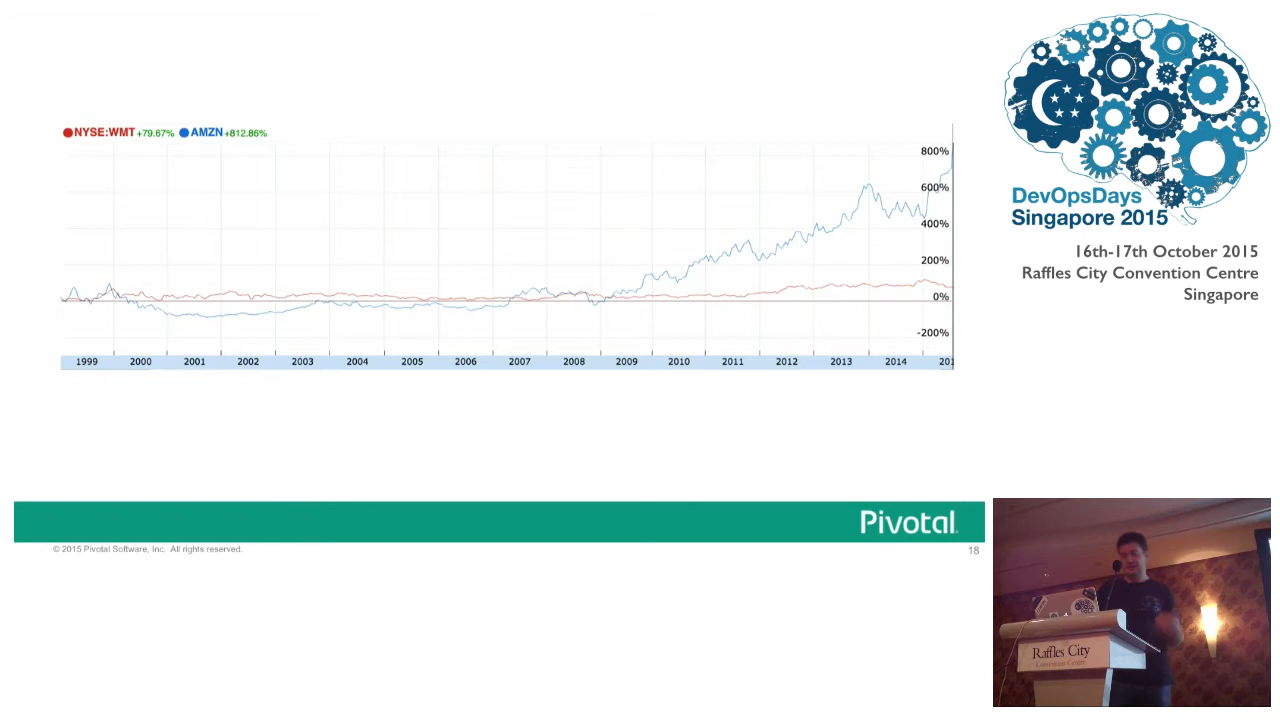 NYSE:WMT +79.67% AMZN +812.86%
800%
600%
400%
200%
0%
-200%
1999 2000 2001 2002 2003 2004 2005 2006 2007 2008 2009 2010 2011 2012 2013 2014 201
Pivotal
© 2015 Pivotal Software, Inc. All rights reserved.
18
DevOpsDays
Singapore 2015
16th-17th October 2015
Raffles City Convention Centre
Singapore
Raffles City
Convention Centre